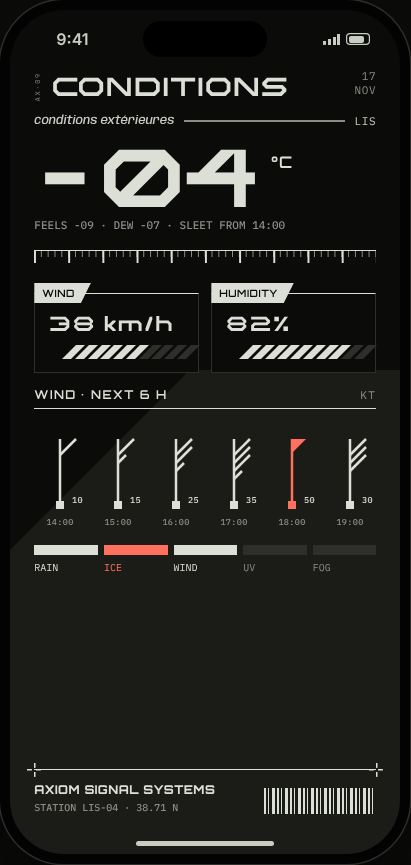 9:41
AX·09
CONDITIONS
17
NOV
conditions extérieures
LIS
-04 °C
FEELS -09 · DEW -07 · SLEET FROM 14:00
WIND
38 km/h
HUMIDITY
82%
WIND · NEXT 6 H
KT
10 15 25 35 50 30
14:00 15:00 16:00 17:00 18:00 19:00
RAIN ICE WIND UV FOG
AXIOM SIGNAL SYSTEMS
STATION LIS-04 · 38.71 N